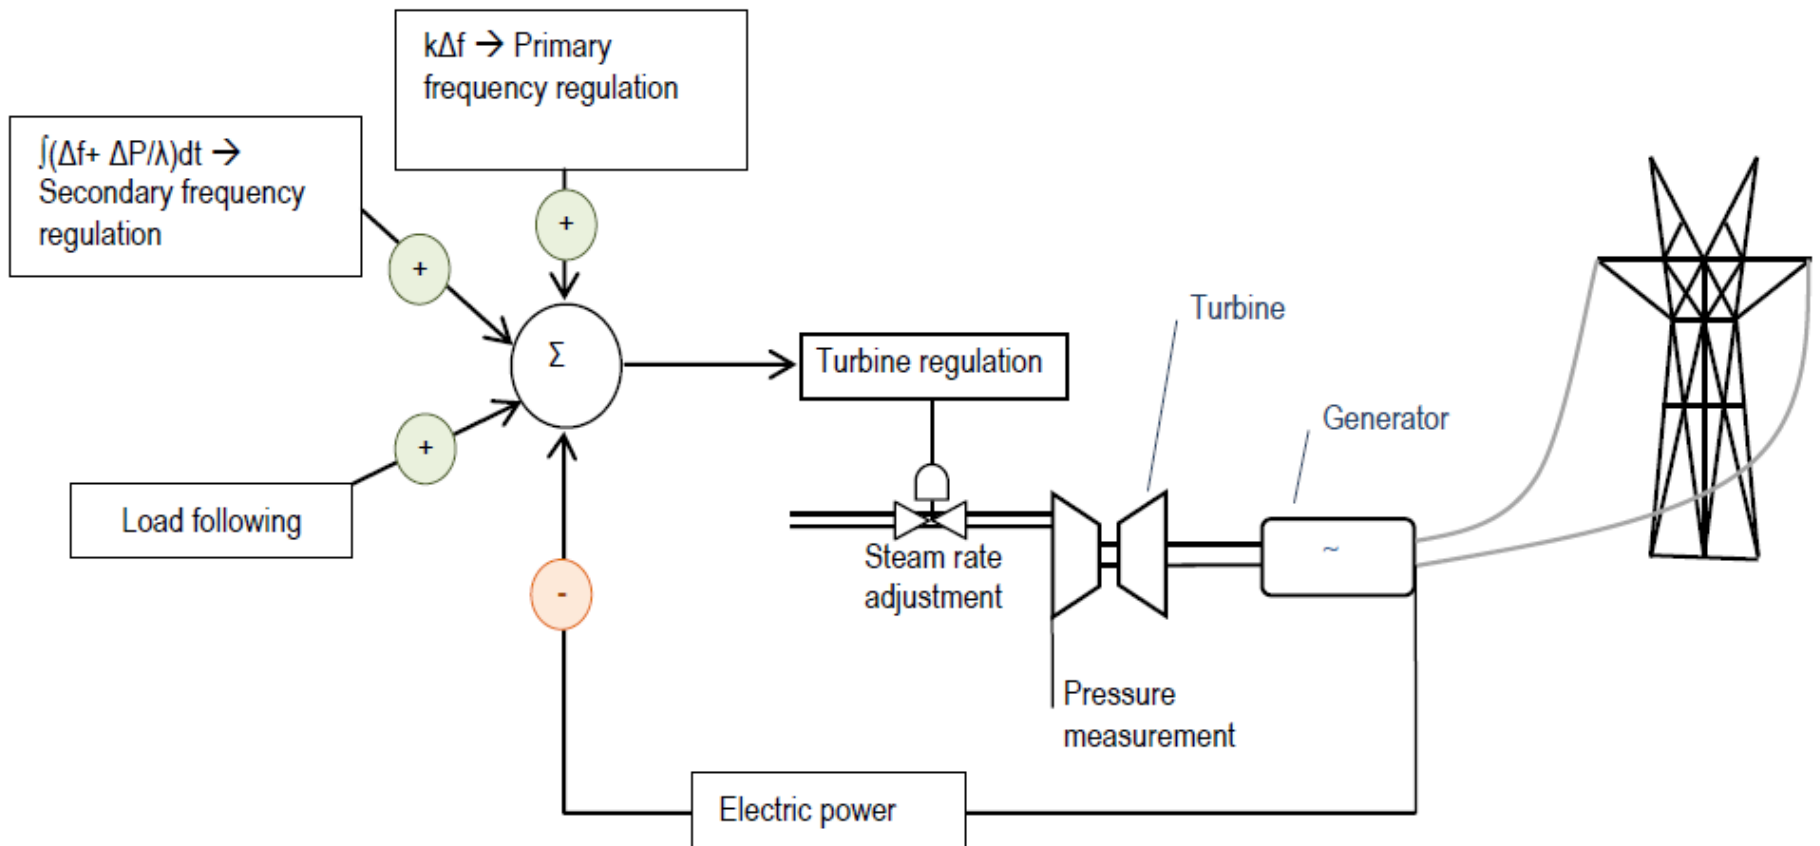 kΔf → Primary
frequency regulation
∫(Δf+ ΔP/λ)dt →
Secondary frequency
regulation
+
+
Σ
Turbine
Turbine regulation
Generator
+
Load following
~
Steam rate
adjustment
-
Pressure
measurement
Electric power